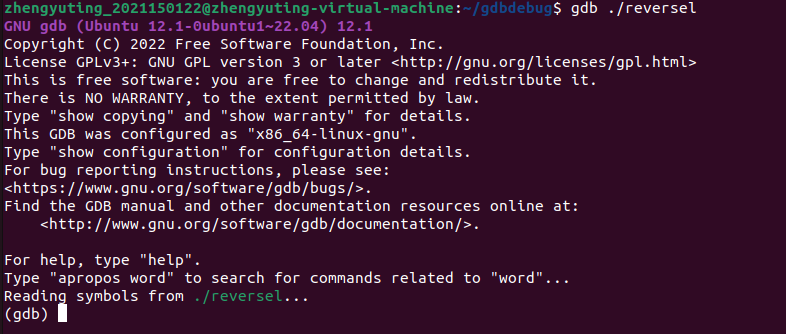 zhengyuting_2021150122@zhengyuting-virtual-machine:~/gdbdebug$ gdb ./reversel
GNU gdb (Ubuntu 12.1-0ubuntu1~22.04) 12.1
Copyright (C) 2022 Free Software Foundation, Inc.
License GPLv3+: GNU GPL version 3 or later <http://gnu.org/licenses/gpl.html>
This is free software: you are free to change and redistribute it.
There is NO WARRANTY, to the extent permitted by law.
Type "show copying" and "show warranty" for details.
This GDB was configured as "x86_64-linux-gnu".
Type "show configuration" for configuration details.
For bug reporting instructions, please see:
<https://www.gnu.org/software/gdb/bugs/>.
Find the GDB manual and other documentation resources online at:
    <http://www.gnu.org/software/gdb/documentation/>.

For help, type "help".
Type "apropos word" to search for commands related to "word"...
Reading symbols from ./reversel...
(gdb)